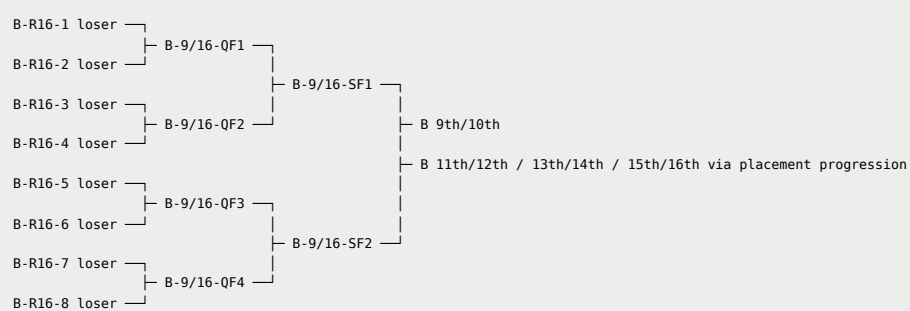 B-R16-1 loser
B-9/16-QF1
B-R16-2 loser
B-9/16-SF1
B-R16-3 loser
B-9/16-QF2
B 9th/10th
B-R16-4 loser
B 11th/12th / 13th/14th / 15th/16th via placement progression
B-R16-5 loser
B-9/16-QF3
B-R16-6 loser
B-9/16-SF2
B-R16-7 loser
B-9/16-QF4
B-R16-8 loser